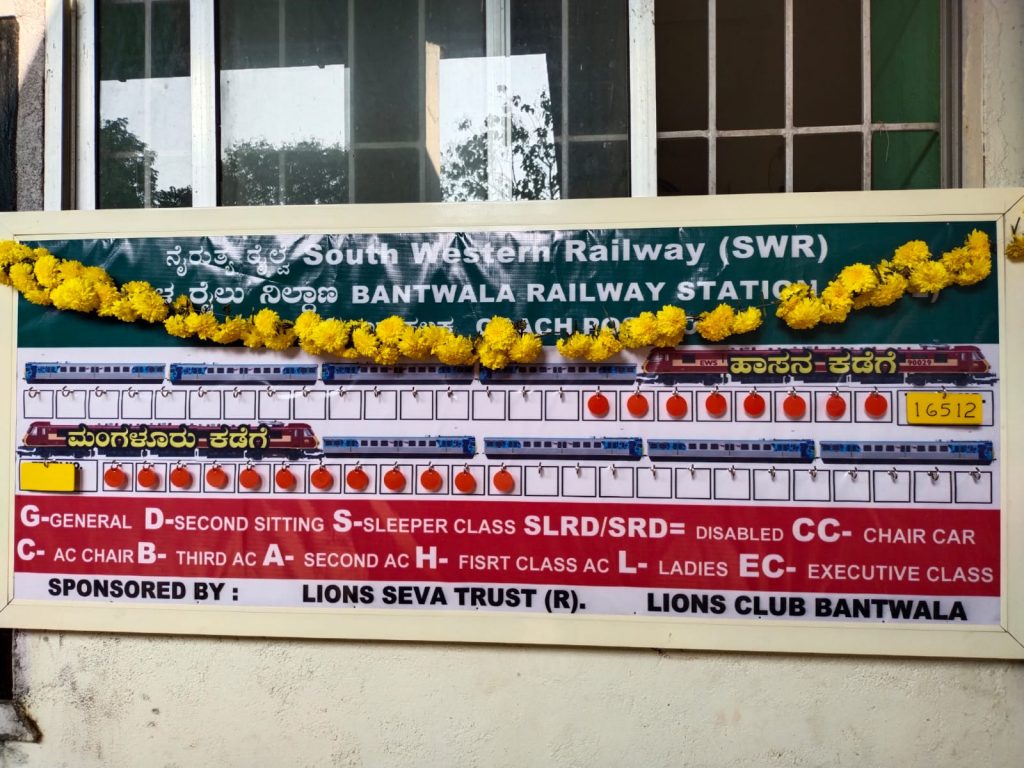 ನೈರುತ್ಯ ರೈಲ್ವೆ South Western Railway (SWR)
ರೈಲು ನಿಲ್ದಾಣ BANTWALA RAILWAY STATION
EWS ಹಾಸನ ಕಡೆಗೆ 90020
16512
ಮಂಗಳೂರು ಕಡೆಗೆ
G-GENERAL D-SECOND SITTING S-SLEEPER CLASS SLRD/SRD= DISABLED CC- CHAIR CAR
C- AC CHAIR B- THIRD AC A- SECOND AC H- FISRT CLASS AC L- LADIES EC- EXECUTIVE CLASS
SPONSORED BY : LIONS SEVA TRUST (R). LIONS CLUB BANTWALA